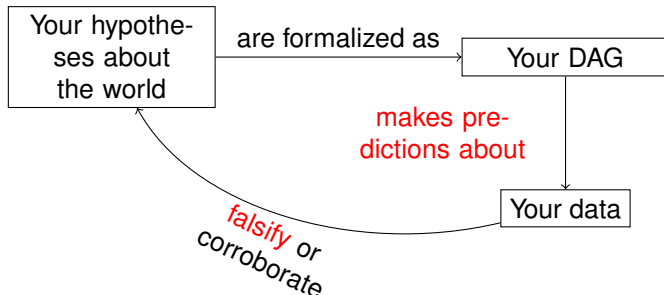 Your hypothe-
ses about
the world
are formalized as
Your DAG
makes pre-
dictions about
Your data
falsify or
corroborate